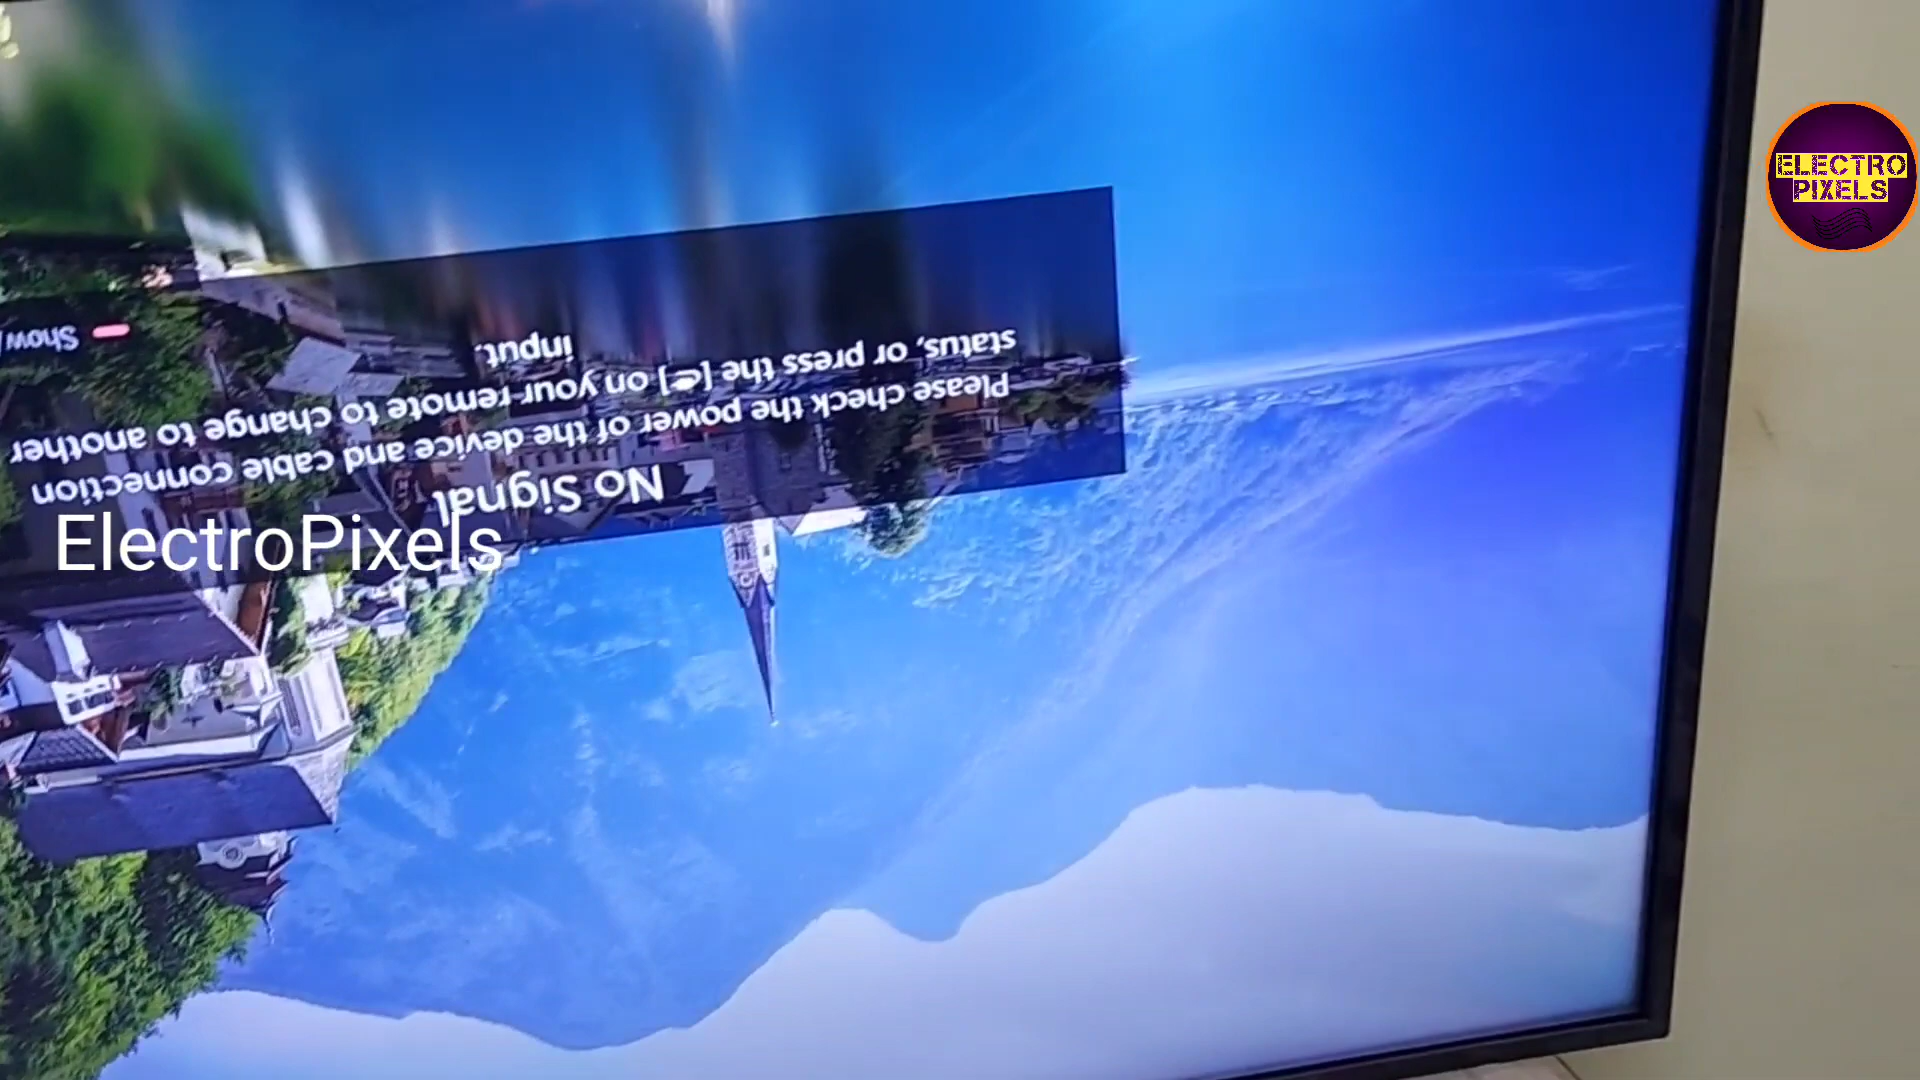 ELECTRO
PIXELS
No Signal
Please check the power of the device and cable connection
status, or press the [ ] on your remote to change to another
input.
Show/
ElectroPixels